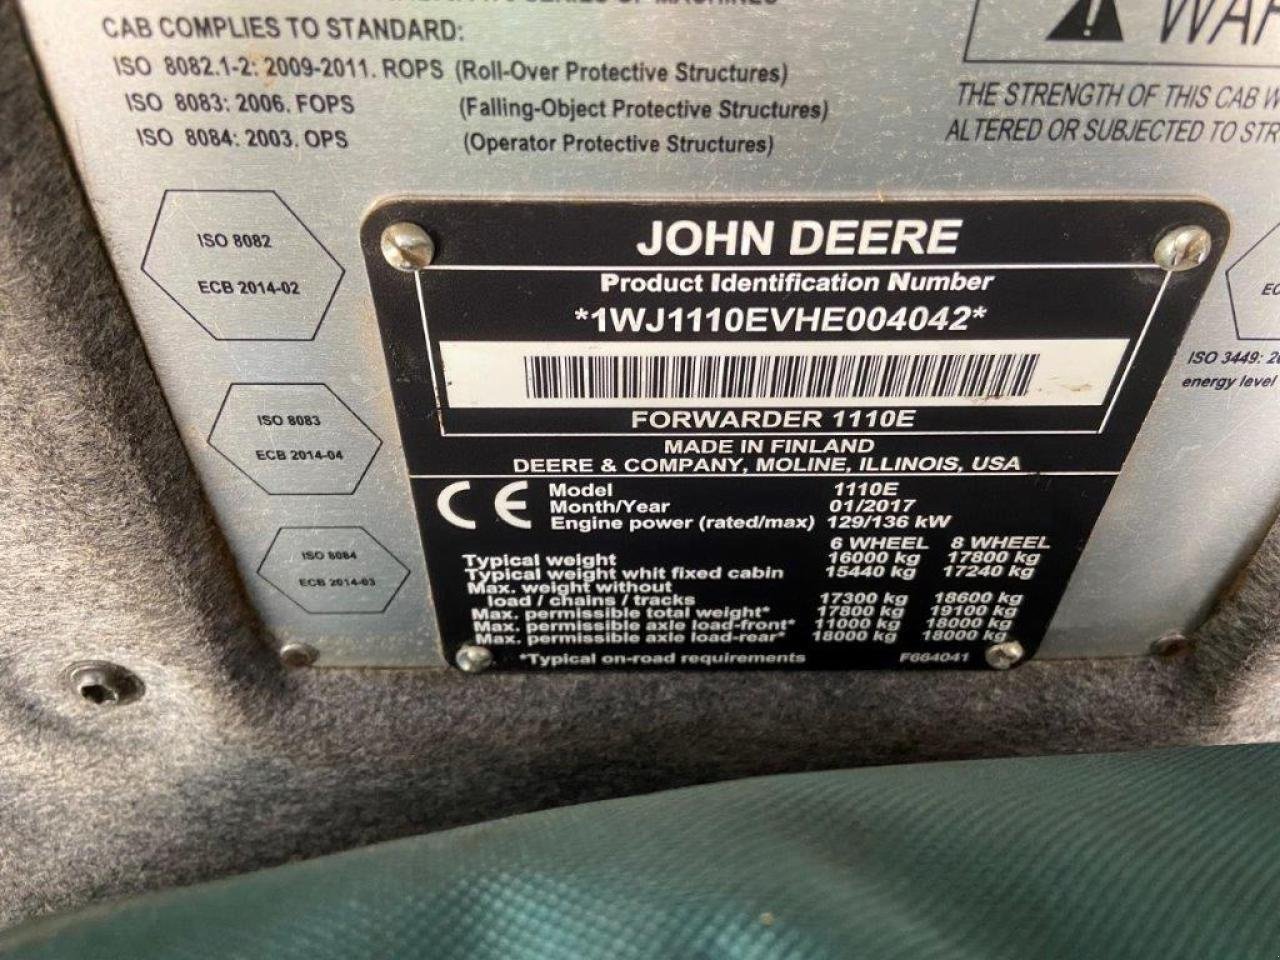 SERIES OF MACHINES
CAB COMPLIES TO STANDARD:
ISO 8082.1-2: 2009-2011. ROPS (Roll-Over Protective Structures)
ISO 8083: 2006. FOPS (Falling-Object Protective Structures)
ISO 8084: 2003. OPS (Operator Protective Structures)
THE STRENGTH OF THIS CAB
ALTERED OR SUBJECTED TO
ISO 8082
ECB 2014-02
ISO 8083
ECB 2014-04
ISO 8084
ECB 2014-03
JOHN DEERE
Product Identification Number
*1WJ1110EVHE004042*
FORWARDER 1110E
MADE IN FINLAND
DEERE & COMPANY, MOLINE, ILLINOIS, USA
CE
Model 1110E
Month/Year 01/2017
Engine power (rated/max) 129/136 kW
6 WHEEL 8 WHEEL
Typical weight 16000 kg 17800 kg
Typical weight whit fixed cabin 15440 kg 17240 kg
Max. weight without
load / chains / tracks 17300 kg 18600 kg
Max. permissible total weight* 17800 kg 19100 kg
Max. permissible axle load-front* 11000 kg 18000 kg
Max. permissible axle load-rear* 18000 kg 18000 kg
*Typical on-road requirements F664041
ISO 3449:
energy level